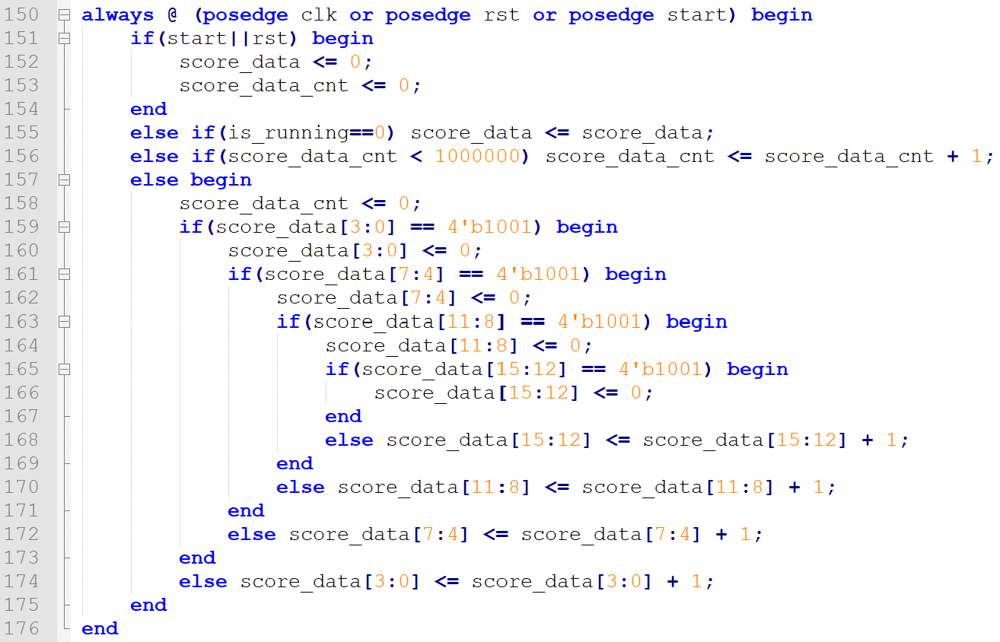 150 always @ (posedge clk or posedge rst or posedge start) begin
151     if(start||rst) begin
152         score_data <= 0;
153         score_data_cnt <= 0;
154     end
155     else if(is_running==0) score_data <= score_data;
156     else if(score_data_cnt < 1000000) score_data_cnt <= score_data_cnt + 1;
157     else begin
158         score_data_cnt <= 0;
159         if(score_data[3:0] == 4'b1001) begin
160             score_data[3:0] <= 0;
161             if(score_data[7:4] == 4'b1001) begin
162                 score_data[7:4] <= 0;
163                 if(score_data[11:8] == 4'b1001) begin
164                     score_data[11:8] <= 0;
165                     if(score_data[15:12] == 4'b1001) begin
166                         score_data[15:12] <= 0;
167                     end
168                     else score_data[15:12] <= score_data[15:12] + 1;
169                 end
170                 else score_data[11:8] <= score_data[11:8] + 1;
171             end
172             else score_data[7:4] <= score_data[7:4] + 1;
173         end
174         else score_data[3:0] <= score_data[3:0] + 1;
175     end
176 end